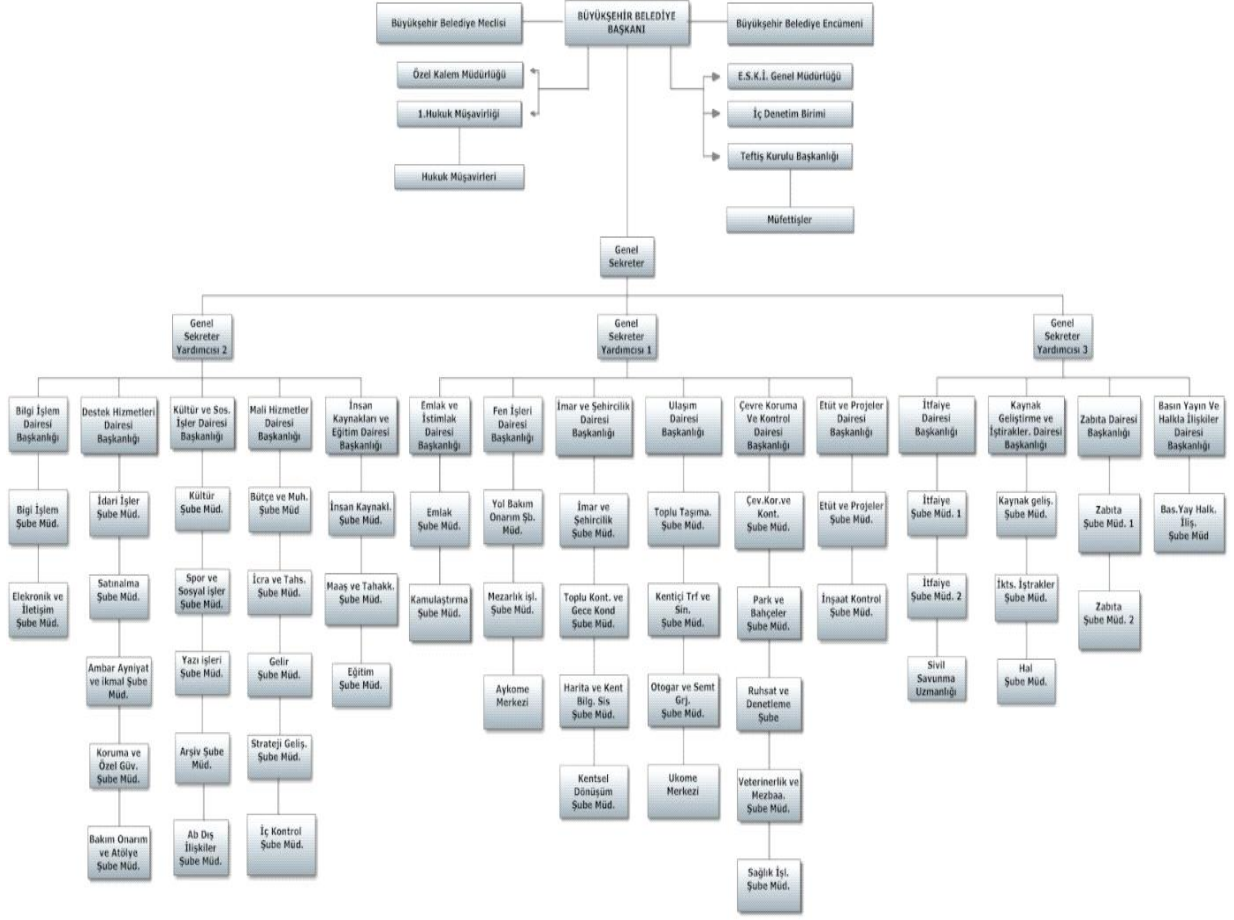 Büyükşehir Belediye Meclisi
BÜYÜKŞEHİR BELEDİYE
BAŞKANI
Büyükşehir Belediye Encümeni
Özel Kalem Müdürlüğü
E.S.K.İ. Genel Müdürlüğü
1.Hukuk Müşavirliği
İç Denetim Birimi
Teftiş Kurulu Başkanlığı
Hukuk Müşavirleri
Müfettişler
Genel
Sekreter
Genel
Sekreter
Yardımcısı 2
Genel
Sekreter
Yardımcısı 1
Genel
Sekreter
Yardımcısı 3
Bilgi İşlem
Dairesi
Başkanlığı
Destek Hizmetleri
Dairesi
Başkanlığı
Kültür ve Sos.
İşler Dairesi
Başkanlığı
Mali Hizmetler
Dairesi
Başkanlığı
İnsan
Kaynakları ve
Eğitim Dairesi
Başkanlığı
Emlak ve
İstimlak Dairesi
Başkanlığı
Fen İşleri
Dairesi
Başkanlığı
İmar ve Şehircilik
Dairesi
Başkanlığı
Ulaşım
Dairesi
Başkanlığı
Çevre Koruma
Ve Kontrol
Dairesi
Başkanlığı
Etüt ve Projeler
Dairesi
Başkanlığı
İtfaiye
Dairesi
Başkanlığı
Kaynak
Geliştirme ve
İştirakler. Dairesi
Başkanlığı
Zabıta Dairesi
Başkanlığı
Basın Yayın Ve
Halkla İlişkiler
Dairesi
Başkanlığı
Bigi İşlem
Şube Müd.
İdari İşler
Şube Müd.
Kültür
Şube Müd.
Bütçe ve Muh.
Şube Müd
İnsan Kaynakl.
Şube Müd.
Emlak
Şube Müd.
Yol Bakım
Onarım Şb.
Müd.
İmar ve
Şehircilik
Şube Müd.
Toplu Taşıma.
Şube Müd.
Çev.Kor.ve
Kont.
Şube Müd.
Etüt ve Projeler
Şube Müd.
İtfaiye
Şube Müd. 1
Kaynak geliş.
Şube Müd.
Zabıta
Şube Müd. 1
Bas.Yay Halk.
İliş.
Şube Müd
Elekronik ve
İletişim
Şube Müd.
Satınalma
Şube Müd.
Spor ve
Sosyal işler
Şube Müd.
İcra ve Tahs.
Şube Müd.
Maaş ve Tahakk.
Şube Müd.
Kamulaştırma
Şube Müd.
Mezarlık işl.
Şube Müd.
Toplu Kont. ve
Gece Kond
Şube Müd.
Kentiçi Trf ve
Sin.
Şube Müd.
Park ve
Bahçeler
Şube Müd.
İnşaat Kontrol
Şube Müd.
İtfaiye
Şube Müd. 2
İkts. İştrakler
Şube Müd.
Zabıta
Şube Müd. 2
Ambar Ayniyat
ve ikmal Şube
Müd.
Yazı işleri
Şube Müd.
Gelir
Şube Müd.
Eğitim
Şube Müd.
Aykome
Merkezi
Harita ve Kent
Bilg. Sis
Şube Müd.
Otogar ve Semt
Grj.
Şube Müd.
Ruhsat ve
Denetleme
Şube
Sivil
Savunma
Uzmanlığı
Hal
Şube Müd.
Koruma ve
Özel Güv.
Şube Müd.
Arşiv Şube
Müd.
Strateji Geliş.
Şube Müd.
Kentsel
Dönüşüm
Şube Müd.
Ukome
Merkezi
Veterinerlik ve
Mezbaa.
Şube Müd.
Bakım Onarım
ve Atölye
Şube Müd.
Ab Dış
İlişkiler
Şube Müd.
İç Kontrol
Şube Müd.
Sağlık İşl.
Şube Müd.